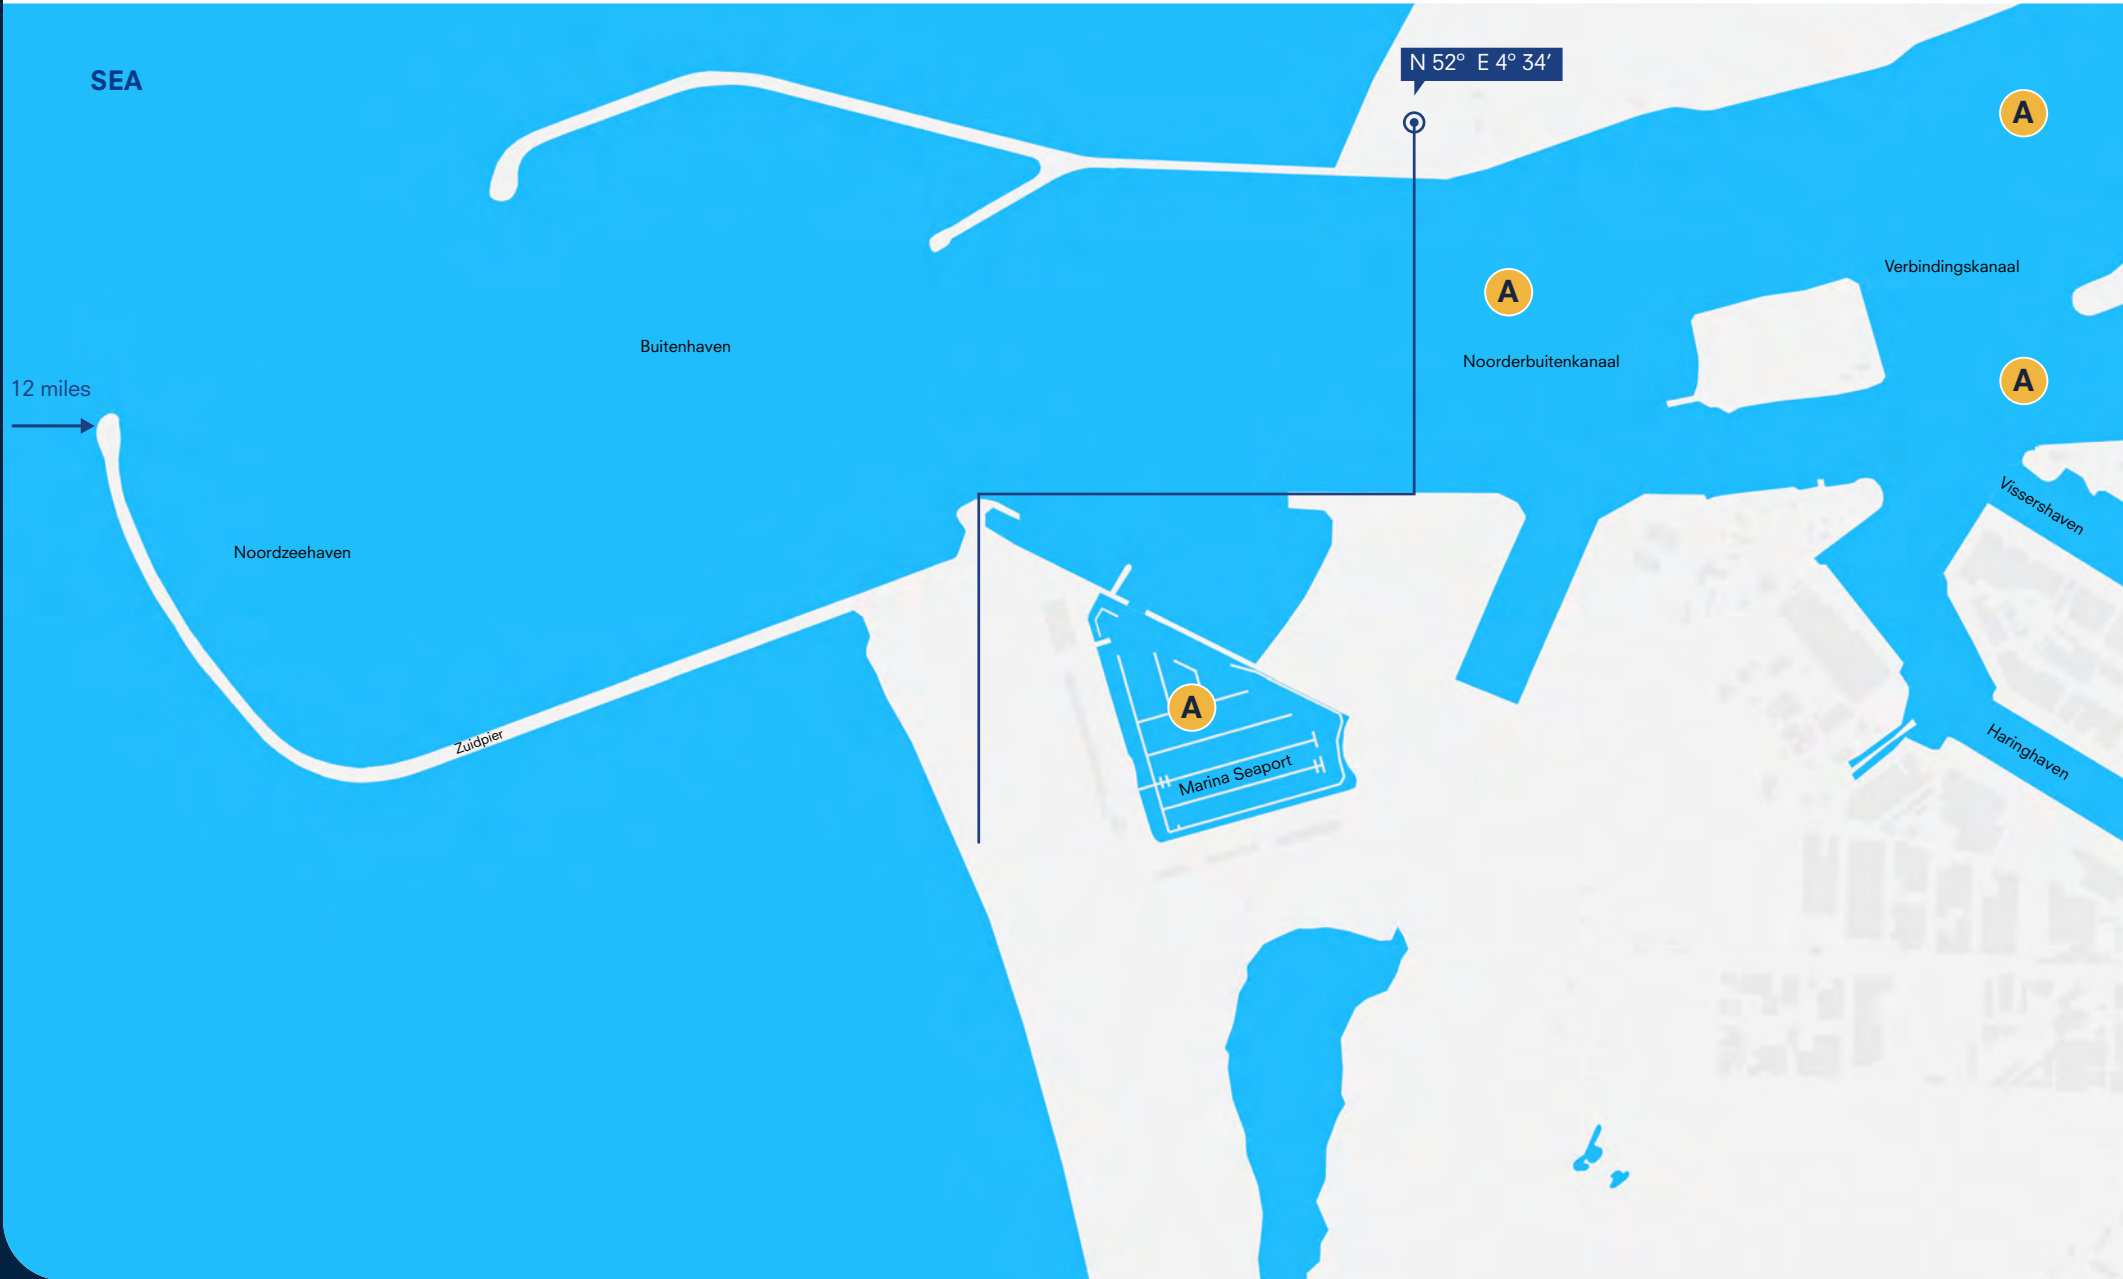 SEA
N 52° E 4° 34′
A
Verbindingskanaal
A
Buitenhaven
Noorderbuitenkanaal
12 miles
A
Vissershaven
Noordzeehaven
A
Zuidpier
Marina Seaport
Haringhaven